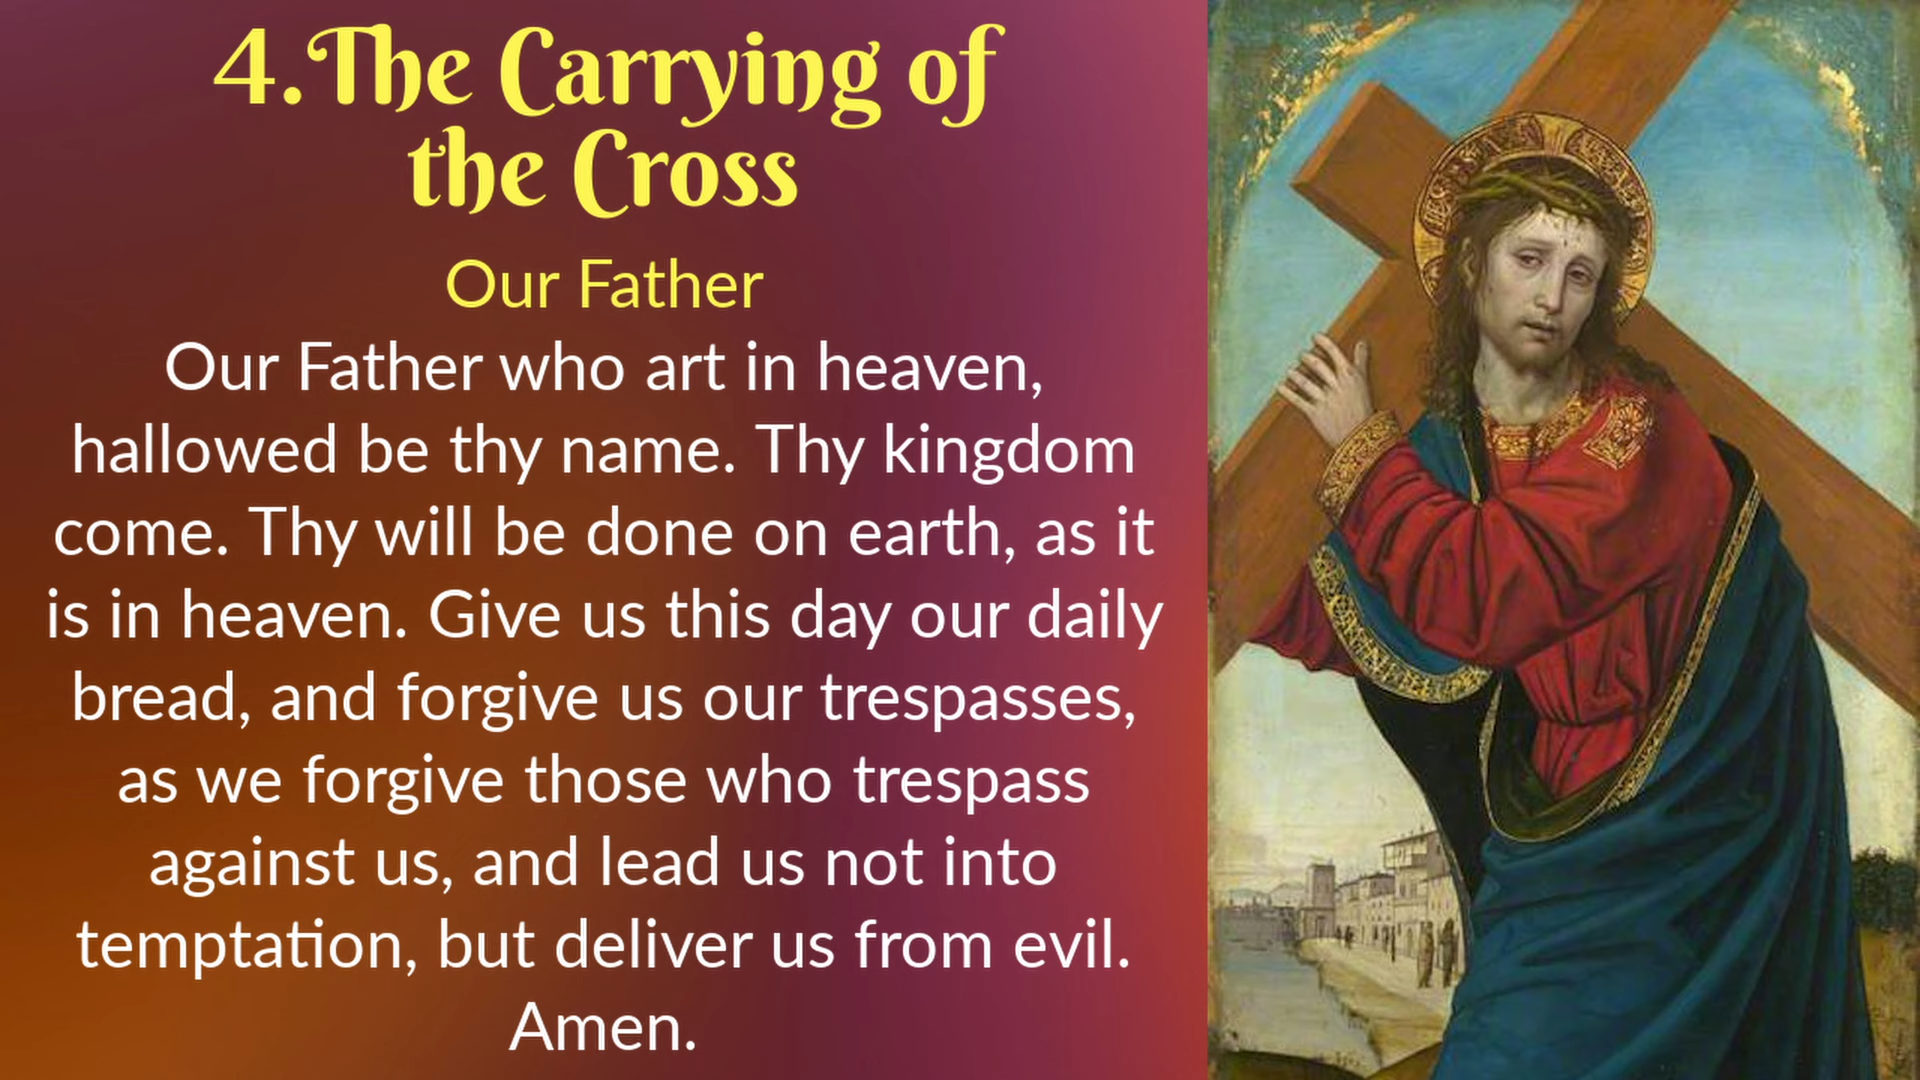 4.The Carrying of
the Cross
Our Father
Our Father who art in heaven,
hallowed be thy name. Thy kingdom
come. Thy will be done on earth, as it
is in heaven. Give us this day our daily
bread, and forgive us our trespasses,
as we forgive those who trespass
against us, and lead us not into
temptation, but deliver us from evil.
Amen.